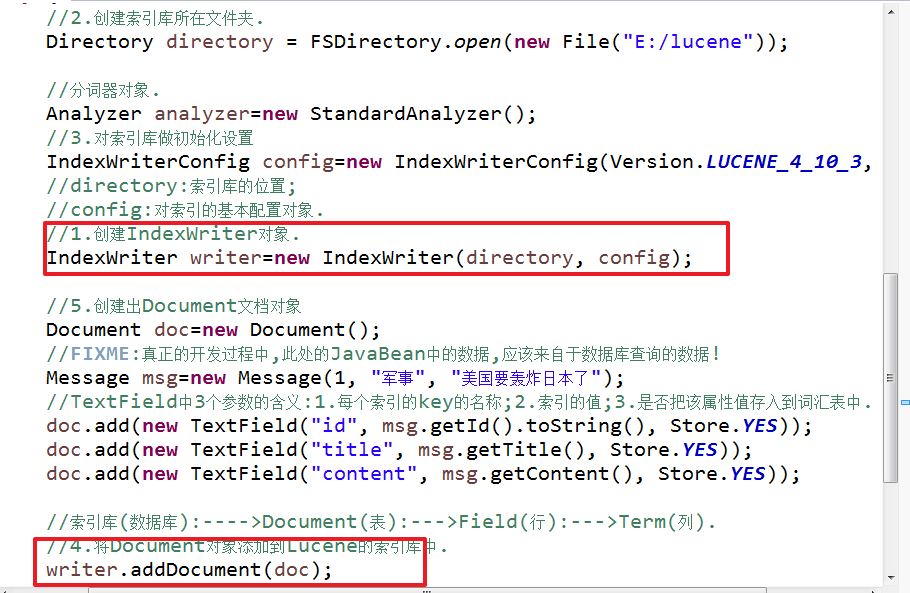 //2.创建索引库所在文件夹.
Directory directory = FSDirectory.open(new File("E:/lucene"));
//分词器对象.
Analyzer analyzer=new StandardAnalyzer();
//3.对索引库做初始化设置
IndexWriterConfig config=new IndexWriterConfig(Version.LUCENE_4_10_3,
//directory:索引库的位置;
//config:对索引的基本配置对象.
//1.创建IndexWriter对象.
IndexWriter writer=new IndexWriter(directory, config);
//5.创建出Document文档对象
Document doc=new Document();
//FIXME:真正的开发过程中,此处的JavaBean中的数据,应该来自于数据库查询的数据!
Message msg=new Message(1, "军事", "美国要轰炸日本了");
//TextField中3个参数的含义:1.每个索引的key的名称;2.索引的值;3.是否把该属性值存入到词汇表中.
doc.add(new TextField("id", msg.getId().toString(), Store.YES));
doc.add(new TextField("title", msg.getTitle(), Store.YES));
doc.add(new TextField("content", msg.getContent(), Store.YES));
//索引库(数据库):---->Document(表):--->Field(行):--->Term(列).
//4.将Document对象添加到Lucene的索引库中.
writer.addDocument(doc);